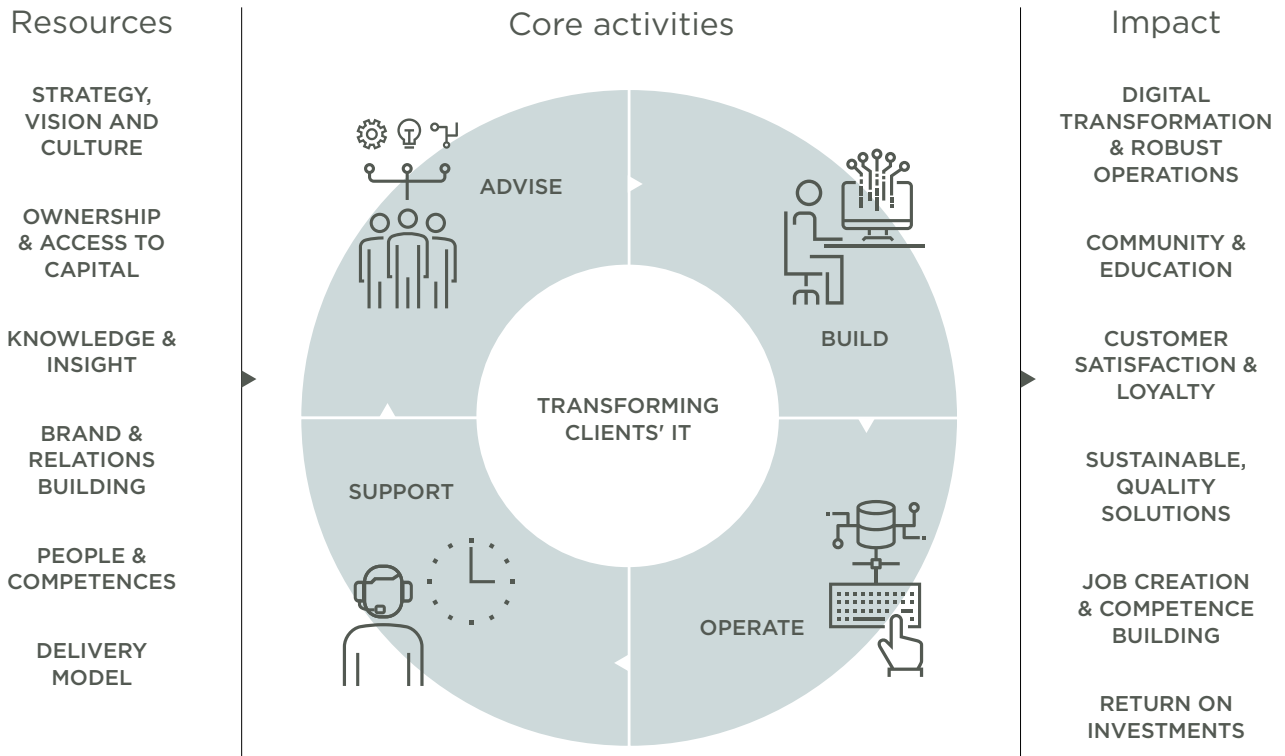 Resources
STRATEGY,
VISION AND
CULTURE
OWNERSHIP
& ACCESS TO
CAPITAL
KNOWLEDGE &
INSIGHT
BRAND &
RELATIONS
BUILDING
PEOPLE &
COMPETENCES
DELIVERY
MODEL
Core activities
ADVISE
BUILD
TRANSFORMING
CLIENTS' IT
SUPPORT
OPERATE
Impact
DIGITAL
TRANSFORMATION
& ROBUST
OPERATIONS
COMMUNITY &
EDUCATION
CUSTOMER
SATISFACTION &
LOYALTY
SUSTAINABLE,
QUALITY
SOLUTIONS
JOB CREATION
& COMPETENCE
BUILDING
RETURN ON
INVESTMENTS